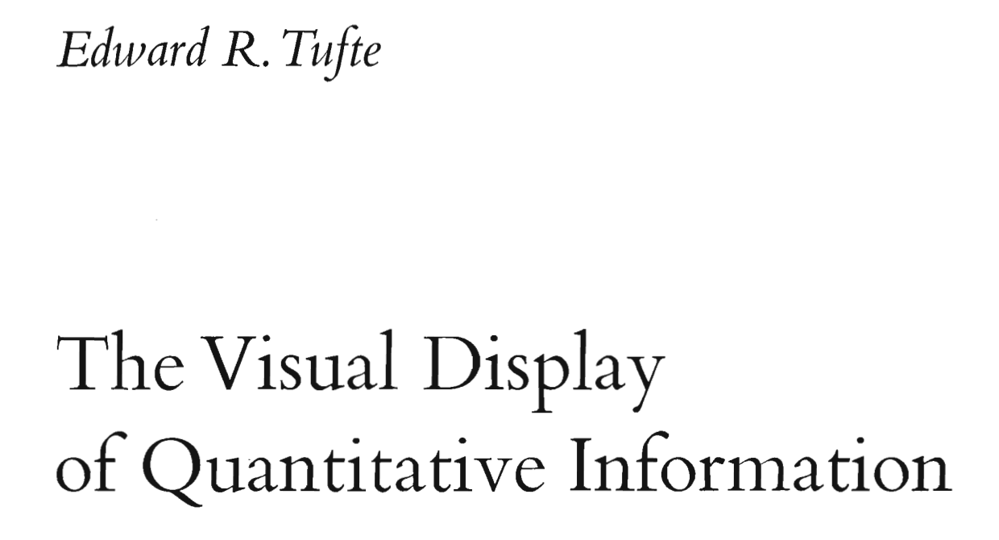 Edward R. Tufte
The Visual Display
of Quantitative Information